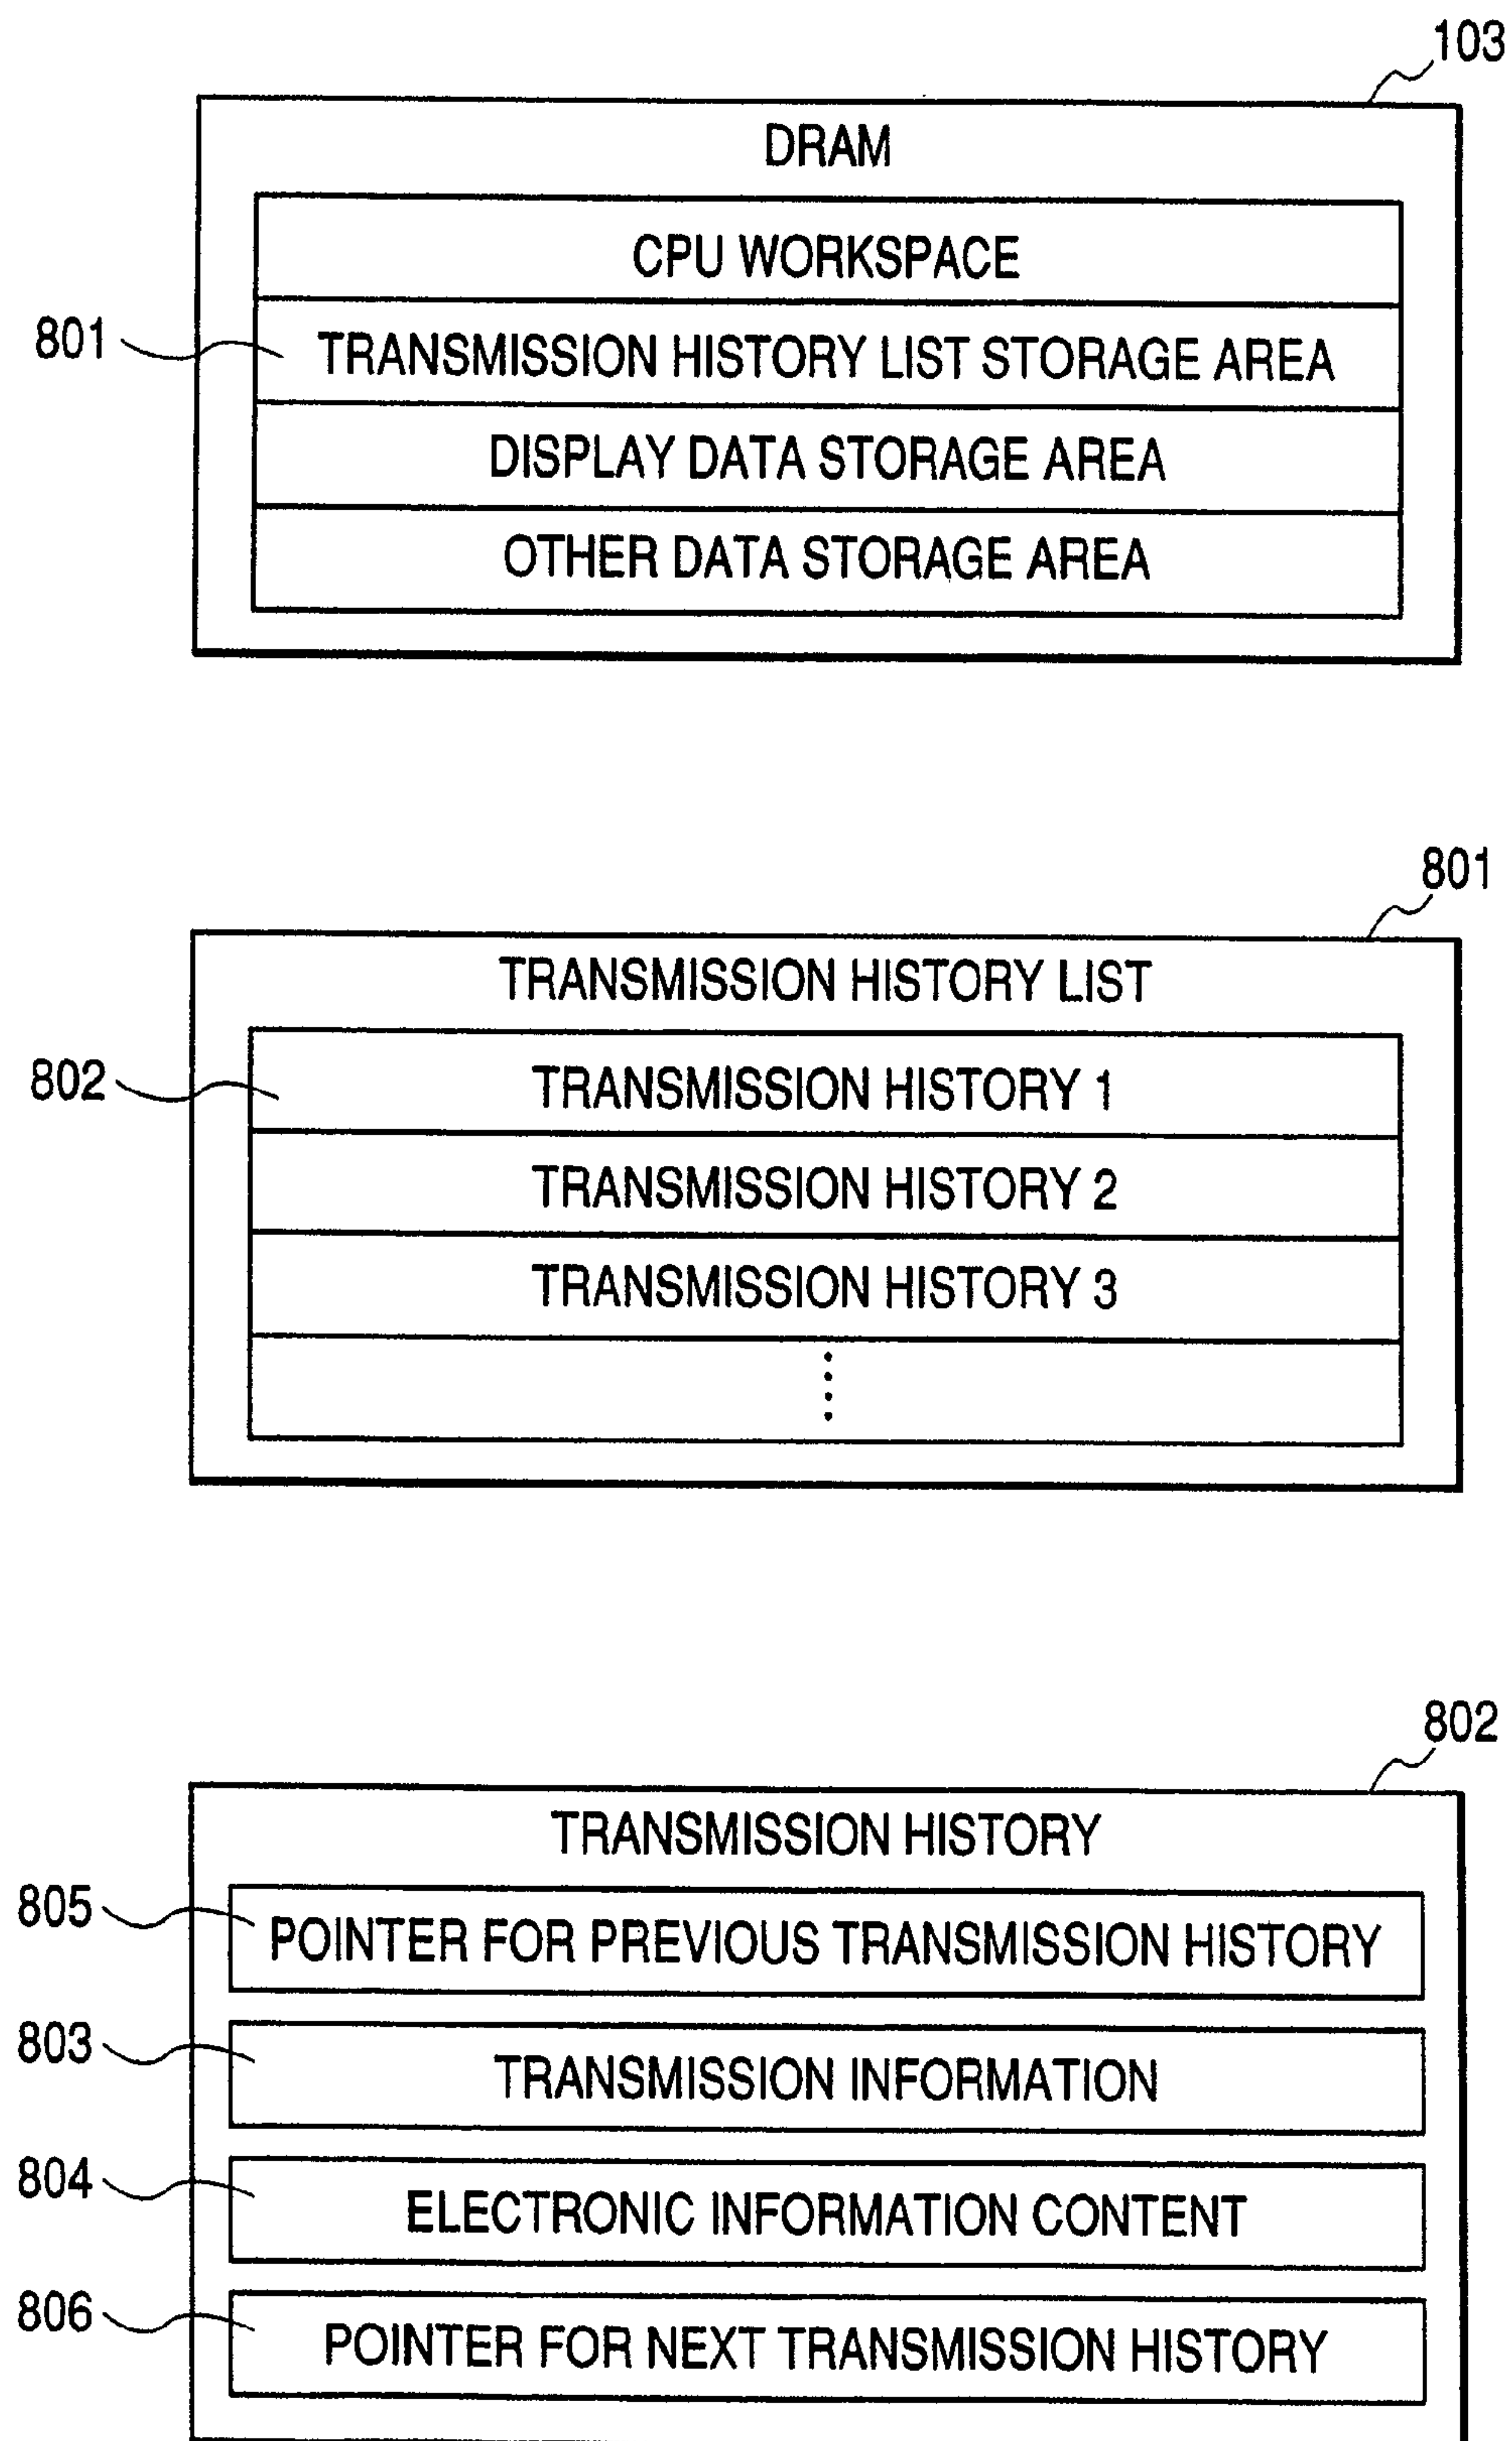 103
DRAM
CPU WORKSPACE
801
TRANSMISSION HISTORY LIST STORAGE AREA
DISPLAY DATA STORAGE AREA
OTHER DATA STORAGE AREA
801
TRANSMISSION HISTORY LIST
802
TRANSMISSION HISTORY 1
TRANSMISSION HISTORY 2
TRANSMISSION HISTORY 3
802
TRANSMISSION HISTORY
805
POINTER FOR PREVIOUS TRANSMISSION HISTORY
803
TRANSMISSION INFORMATION
804
ELECTRONIC INFORMATION CONTENT
806
POINTER FOR NEXT TRANSMISSION HISTORY